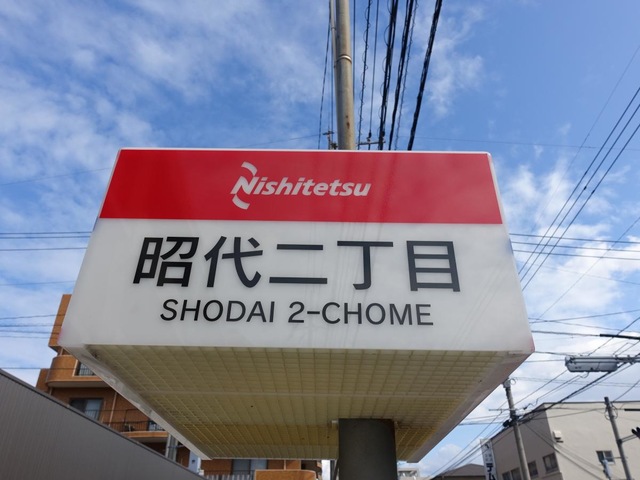 Nishitetsu
昭代二丁目
SHODAI 2-CHOME